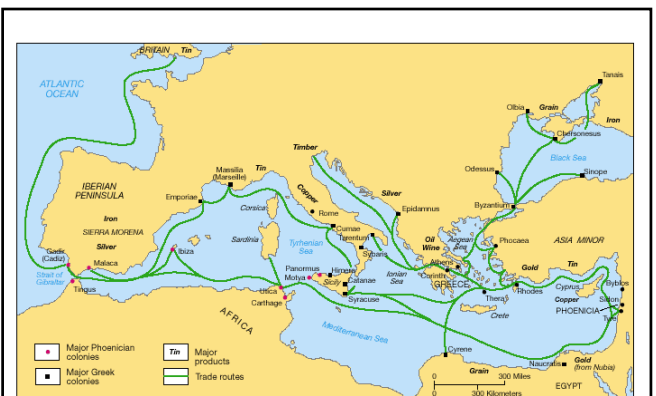 BRITAIN Tin
ATLANTIC
OCEAN
Tanais
Olbia
Grain
Iron
Chersonesus
Black Sea
Timber
Tin
Massilia
(Marseille)
Odessus
Sinope
IBERIAN
PENINSULA
Emporiae
Corsica
Copper
Rome
Silver
Epidamnus
Byzantium
Iron
SIERRA MORENA
Silver
Sardinia
Cumae
Tarentum
Tyrrhenian
Sea
Sybaris
Oil
Wine
Aegean
Sea
Phocaea
ASIA MINOR
Gadir
(Cadiz)
Malaca
Ibiza
Panormus
Motya
Himera
Sicily
Catanae
Ionian
Sea
Athens
Corinth
GREECE
Gold
Tin
Strait of
Gibraltar
Tingus
Utica
Carthage
Syracuse
Thera
Rhodes
Cyprus
Copper
Byblos
Sidon
PHOENICIA
Tyre
Crete
AFRICA
Mediterranean Sea
Cyrene
Naucratis
Gold
(from Nubia)
Grain
EGYPT
Major Phoenician
colonies
Tin
Major
products
Major Greek
colonies
Trade routes
0 300 Miles
0 300 Kilometers